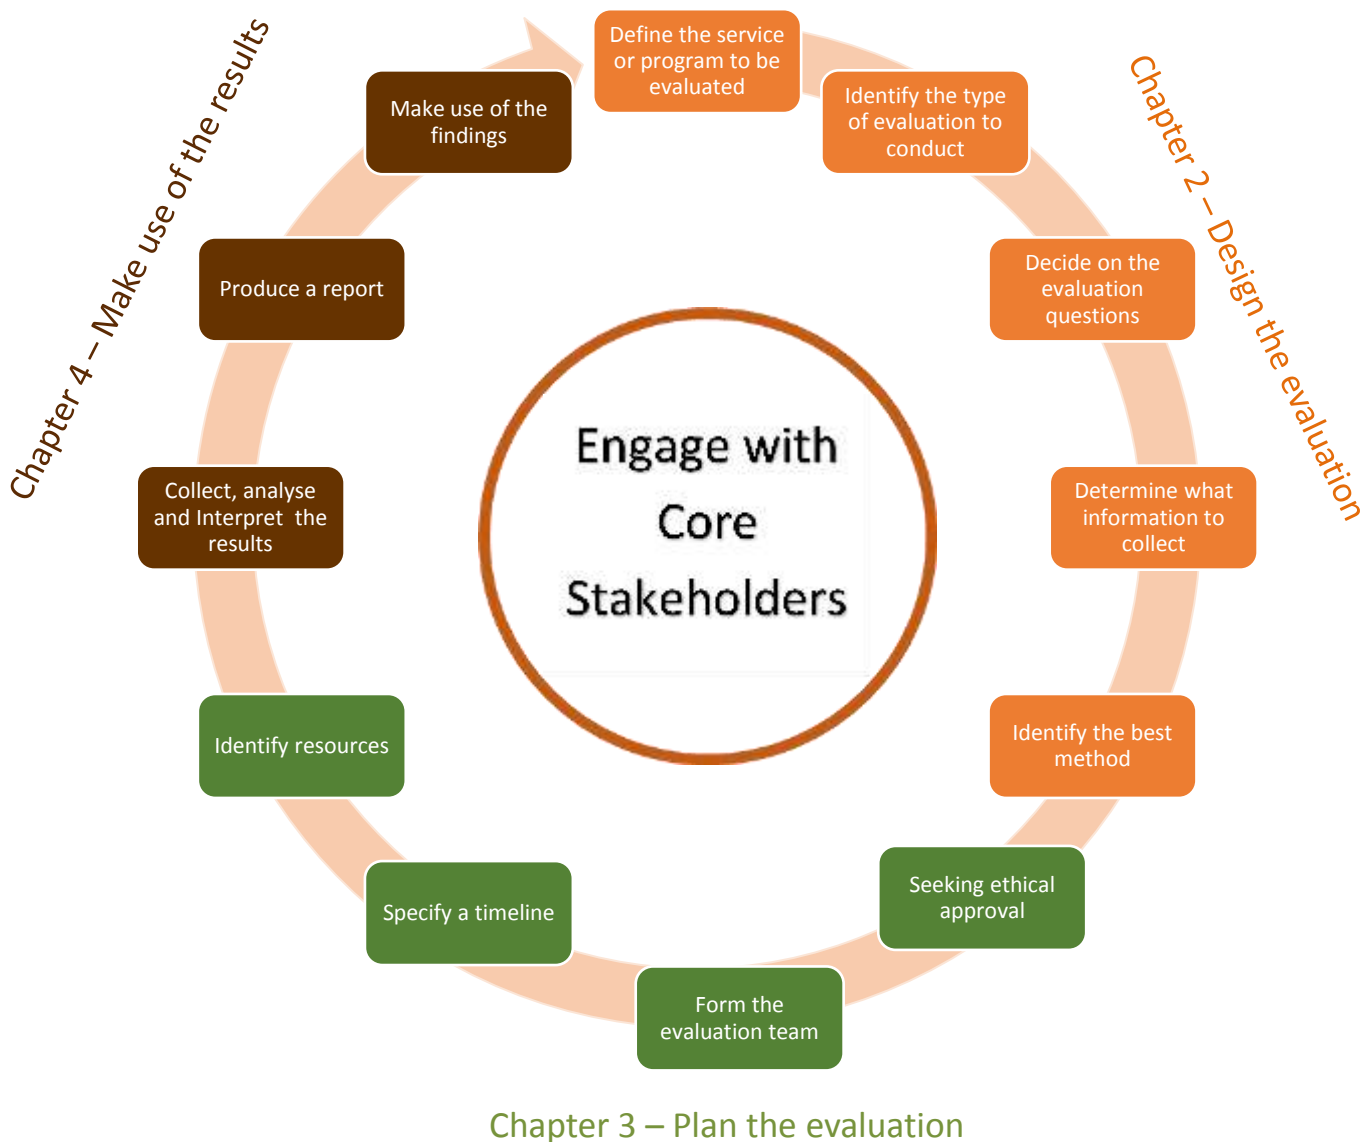 Define the service
or program to be
evaluated
Identify the type
of evaluation to
conduct
Decide on the
evaluation
questions
Determine what
information to
collect
Identify the best
method
Seeking ethical
approval
Form the
evaluation team
Specify a timeline
Identify resources
Collect, analyse
and Interpret  the
results
Produce a report
Make use of the
findings
Engage with
Core
Stakeholders
Chapter 2 – Design the evaluation
Chapter 3 – Plan the evaluation
Chapter 4 – Make use of the results